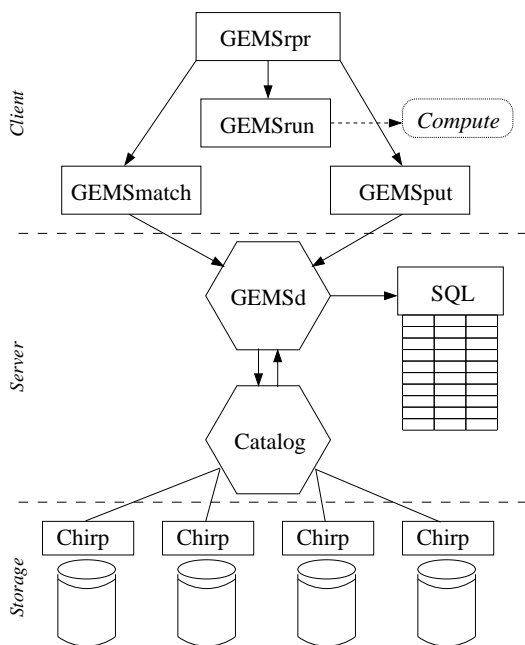 GEMSrpr
Client
GEMSrun
Compute
GEMSmatch
GEMSput
GEMSd
SQL
Server
Catalog
Chirp
Chirp
Chirp
Chirp
Storage